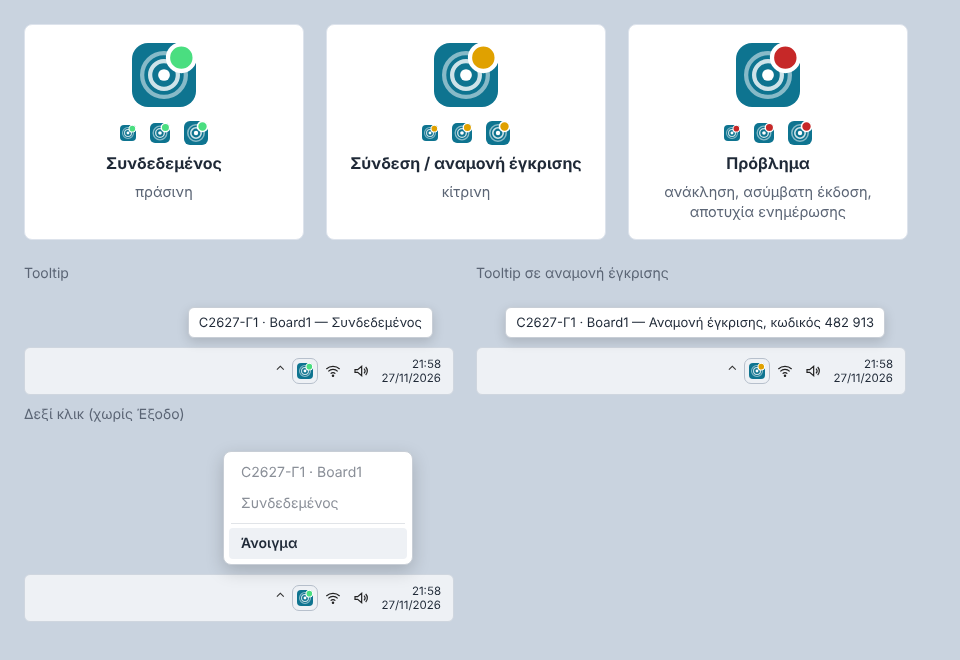 Συνδεδεμένος
πράσινη
Σύνδεση / αναμονή έγκρισης
κίτρινη
Πρόβλημα
ανάκληση, ασύμβατη έκδοση,
αποτυχία ενημέρωσης
Tooltip
C2627-Γ1 · Board1 — Συνδεδεμένος
21:58
27/11/2026
Tooltip σε αναμονή έγκρισης
C2627-Γ1 · Board1 — Αναμονή έγκρισης, κωδικός 482 913
21:58
27/11/2026
Δεξί κλικ (χωρίς Έξοδο)
C2627-Γ1 · Board1
Συνδεδεμένος
Άνοιγμα
21:58
27/11/2026